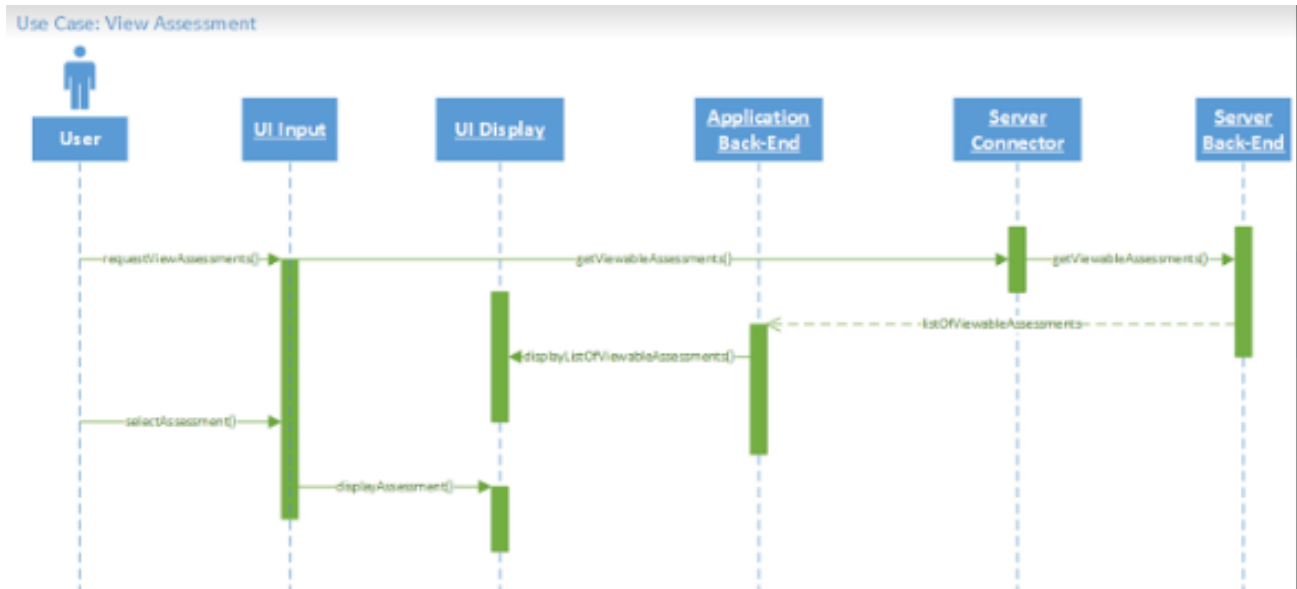 Use Case: View Assessment
User
UI Input
UI Display
Application
Back-End
Server
Connector
Server
Back-End
requestViewAssessments()
getViewableAssessments()
getViewableAssessments()
listOfViewableAssessments
displayListOfViewableAssessments()
selectAssessment()
displayAssessment()